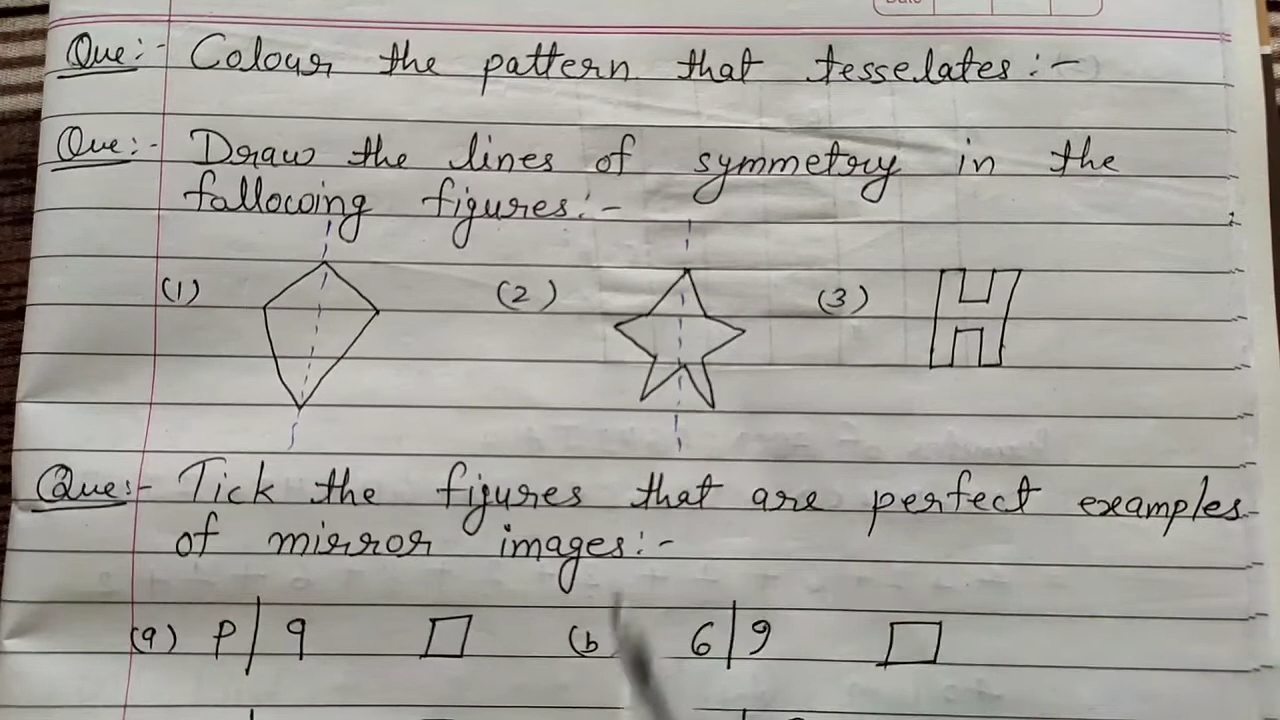 Que:- Colour the pattern that tesselates:-
Que:- Draw the lines of symmetry in the
fallowing figures:-
(1) (2) (3)
Que:- Tick the figures that are perfect examples
of mirror images:-
(a) P | q (b 6 | 9